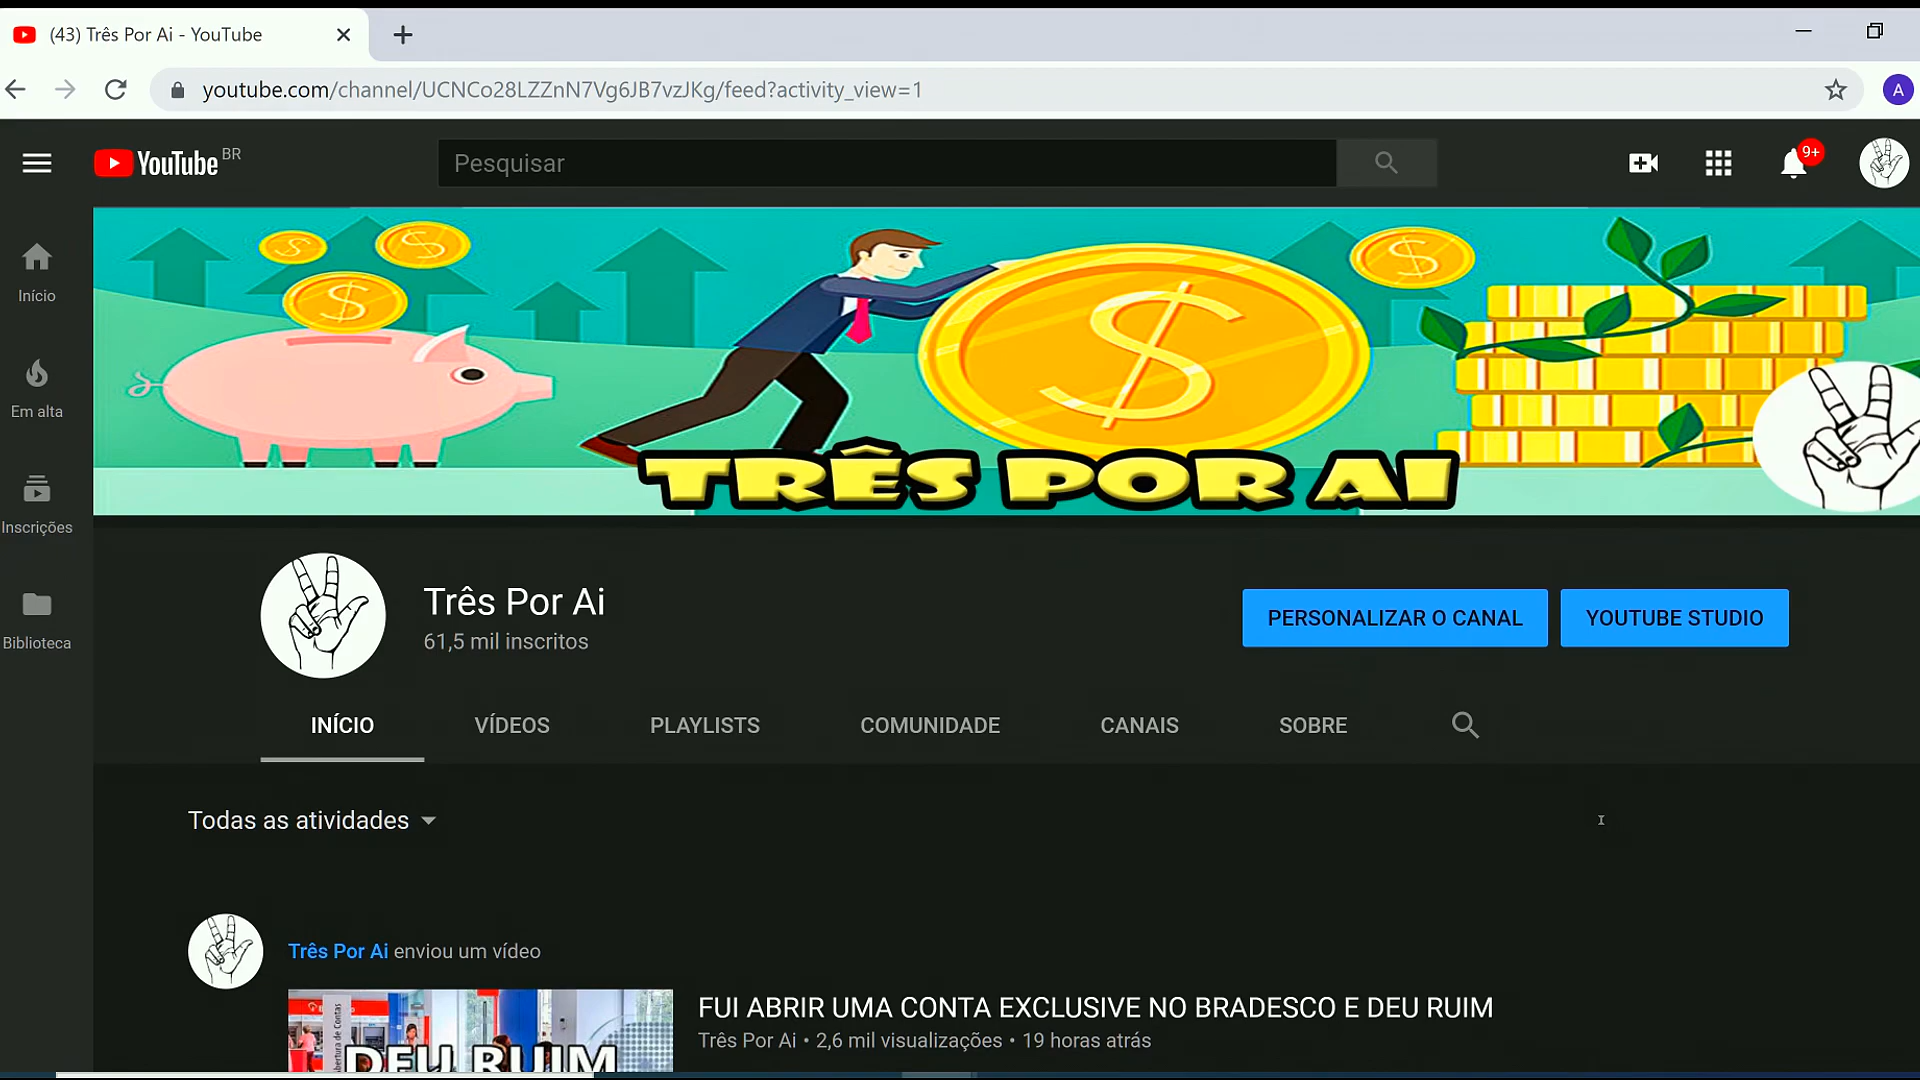 (43) Três Por Ai - YouTube
youtube.com/channel/UCNCo28LZZnN7Vg6JB7vzJKg/feed?activity_view=1
A
YouTube BR
Pesquisar
9+
Início
Em alta
Inscrições
Biblioteca
TRÊS POR AI
Três Por Ai
61,5 mil inscritos
PERSONALIZAR O CANAL
YOUTUBE STUDIO
INÍCIO VÍDEOS PLAYLISTS COMUNIDADE CANAIS SOBRE
Todas as atividades
Três Por Ai enviou um vídeo
Abertura de Contas
DEU RUIM
FUI ABRIR UMA CONTA EXCLUSIVE NO BRADESCO E DEU RUIM
Três Por Ai • 2,6 mil visualizações • 19 horas atrás